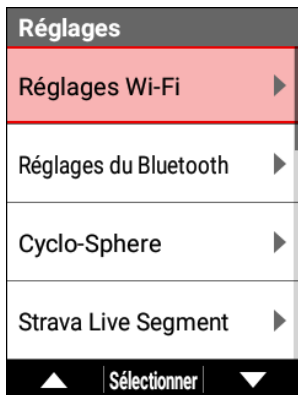 Réglages
Réglages Wi-Fi
Réglages du Bluetooth
Cyclo-Sphere
Strava Live Segment
Sélectionner